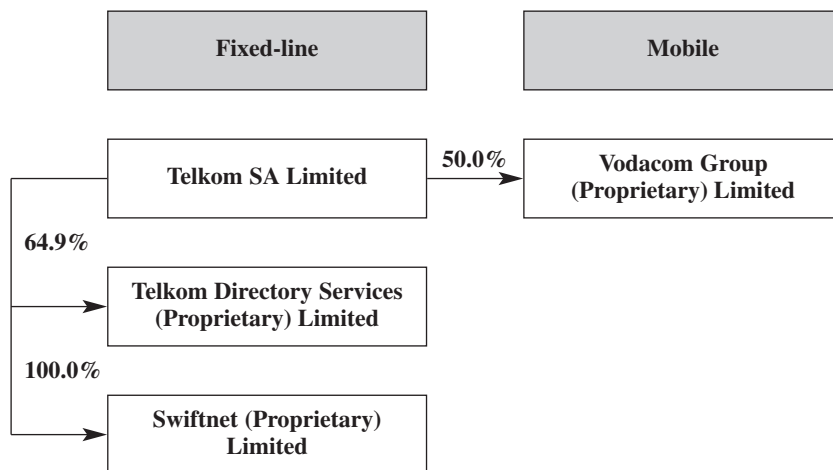 Fixed-line
Mobile
Telkom SA Limited
50.0%
Vodacom Group
(Proprietary) Limited
64.9%
Telkom Directory Services
(Proprietary) Limited
100.0%
Swiftnet (Proprietary)
Limited